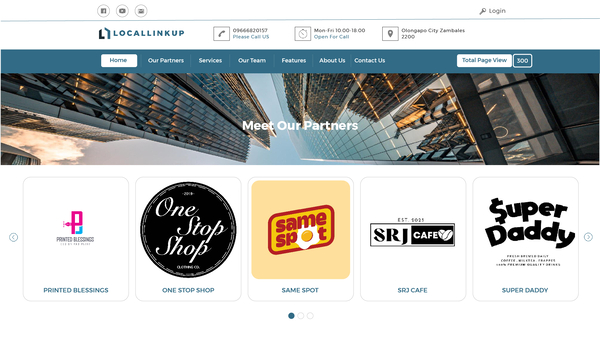 Login
LOCALLINKUP
09666820157
Please Call US
Mon-Fri 10:00-18:00
Open For Call
Olongapo City Zambales
2200
Home
Our Partners
Services
Our Team
Features
About Us
Contact Us
Total Page View
300
Meet Our Partners
PRINTED BLESSINGS
2019
One
Stop
Shop
CLOTHING CO.
same
spot
EST. 2021
SRJ CAFE
$uper
Daddy
FRESH BREWED DAILY
COFFEE, MILKTEA, FRAPPES
100% PREMIUM QUALITY DRINKS
PRINTED BLESSINGS
ONE STOP SHOP
SAME SPOT
SRJ CAFE
SUPER DADDY